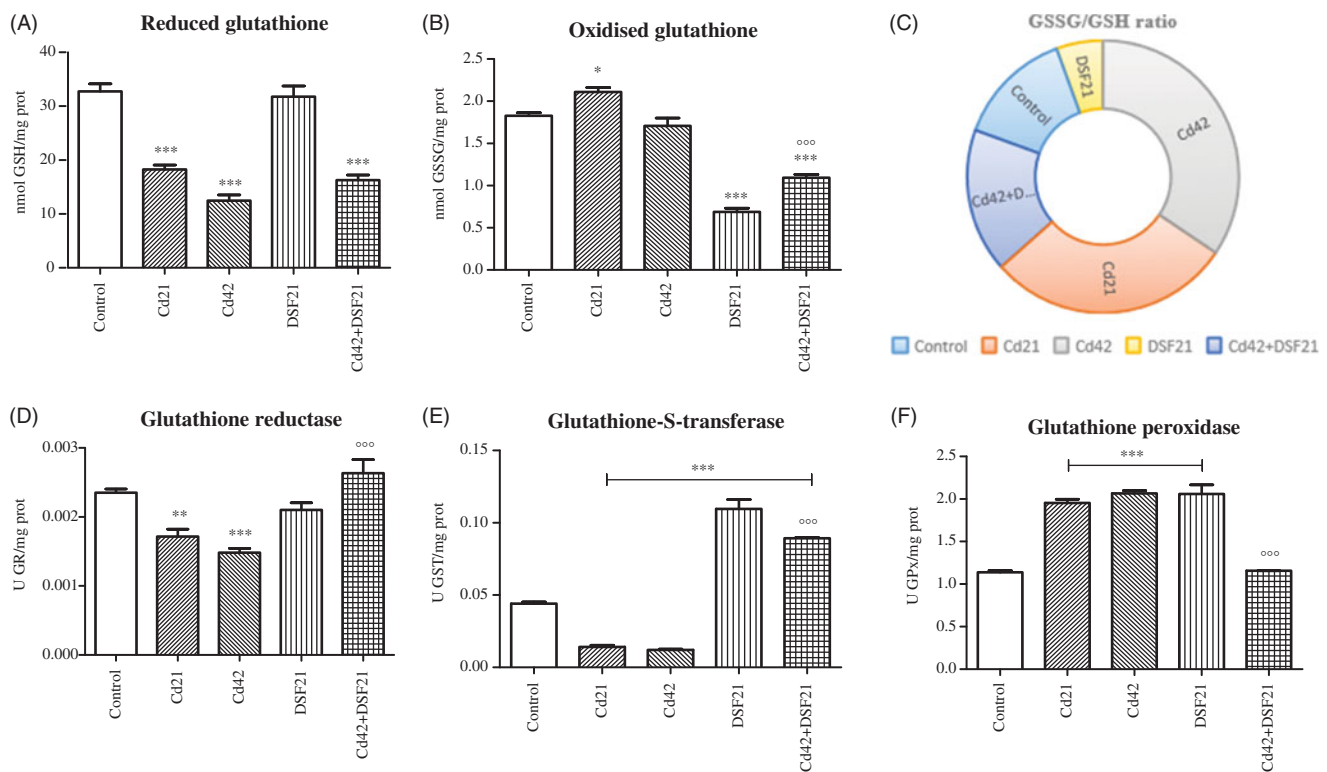 (A)
Reduced glutathione
nmol GSH/mg prot
40
30
20
10
0
***
***
***
Control
Cd21
Cd42
DSF21
Cd42+DSF21
(B)
Oxidised glutathione
nmol GSSG/mg prot
2.5
2.0
1.5
1.0
0.5
0.0
*
***
°°°
***
Control
Cd21
Cd42
DSF21
Cd42+DSF21
(C)
GSSG/GSH ratio
DSF21
Control
Cd42
Cd42+D...
Cd21
Control Cd21 Cd42 DSF21 Cd42+DSF21
(D)
Glutathione reductase
U GR/mg prot
0.003
0.002
0.001
0.000
**
***
°°°
Control
Cd21
Cd42
DSF21
Cd42+DSF21
(E)
Glutathione-S-transferase
U GST/mg prot
0.15
0.10
0.05
0.00
***
°°°
Control
Cd21
Cd42
DSF21
Cd42+DSF21
(F)
Glutathione peroxidase
U GPx/mg prot
2.5
2.0
1.5
1.0
0.5
0.0
***
°°°
Control
Cd21
Cd42
DSF21
Cd42+DSF21